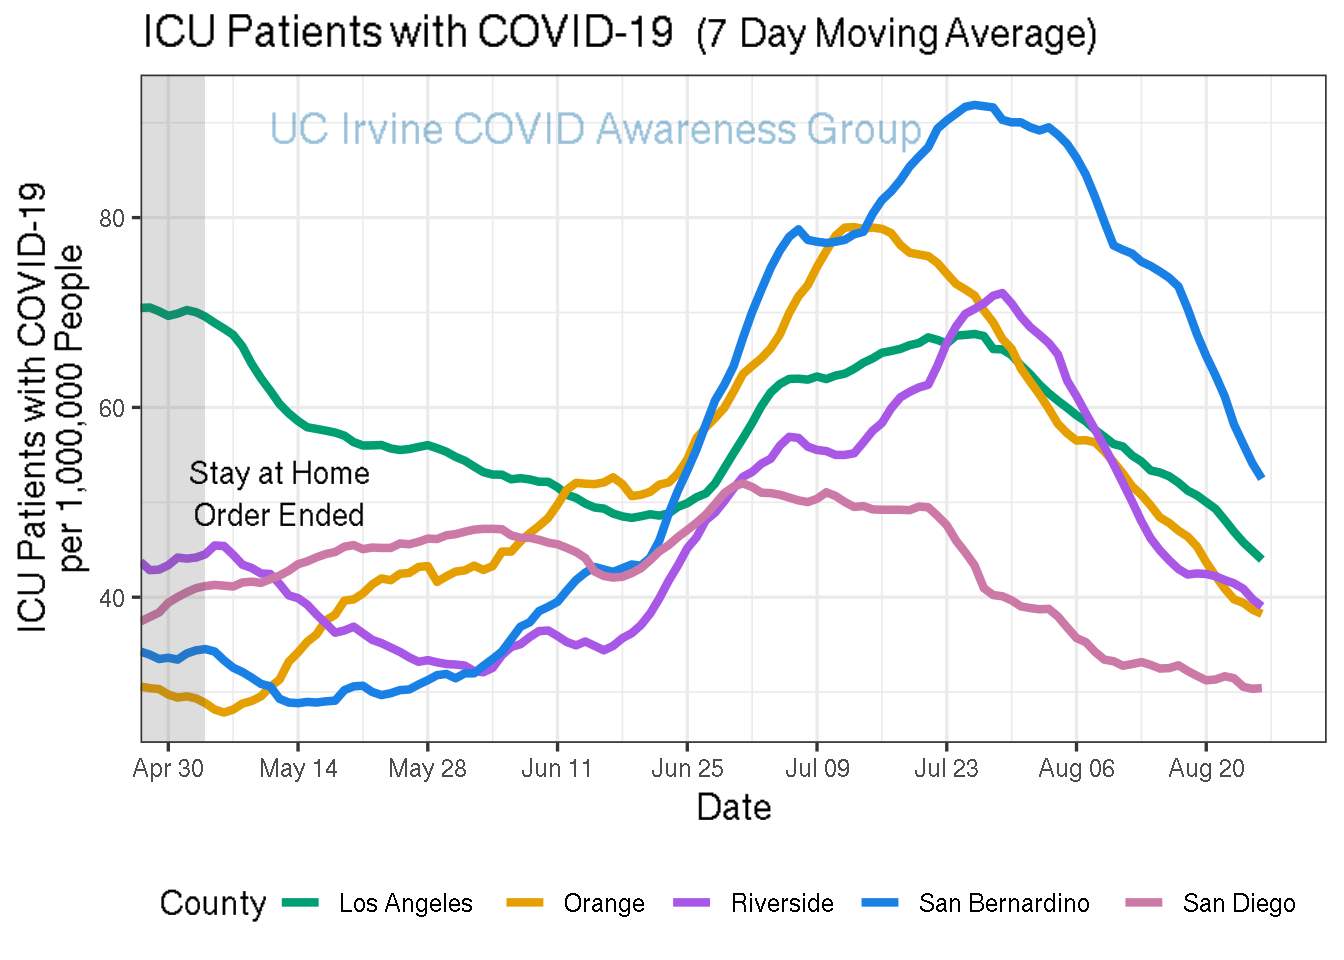 ICU Patients with COVID-19 (7 Day Moving Average)
UC Irvine COVID Awareness Group
ICU Patients with COVID-19
per 1,000,000 People
80
60
40
Stay at Home
Order Ended
Apr 30 May 14 May 28 Jun 11 Jun 25 Jul 09 Jul 23 Aug 06 Aug 20
Date
County Los Angeles Orange Riverside San Bernardino San Diego